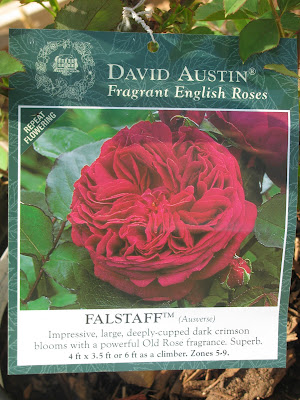 DAVID AUSTIN®
Fragrant English Roses
REPEAT
FLOWERING
FALSTAFF™ (Ausverse)
Impressive, large, deeply-cupped dark crimson
blooms with a powerful Old Rose fragrance. Superb.
4 ft x 3.5 ft or 6 ft as a climber. Zones 5-9.